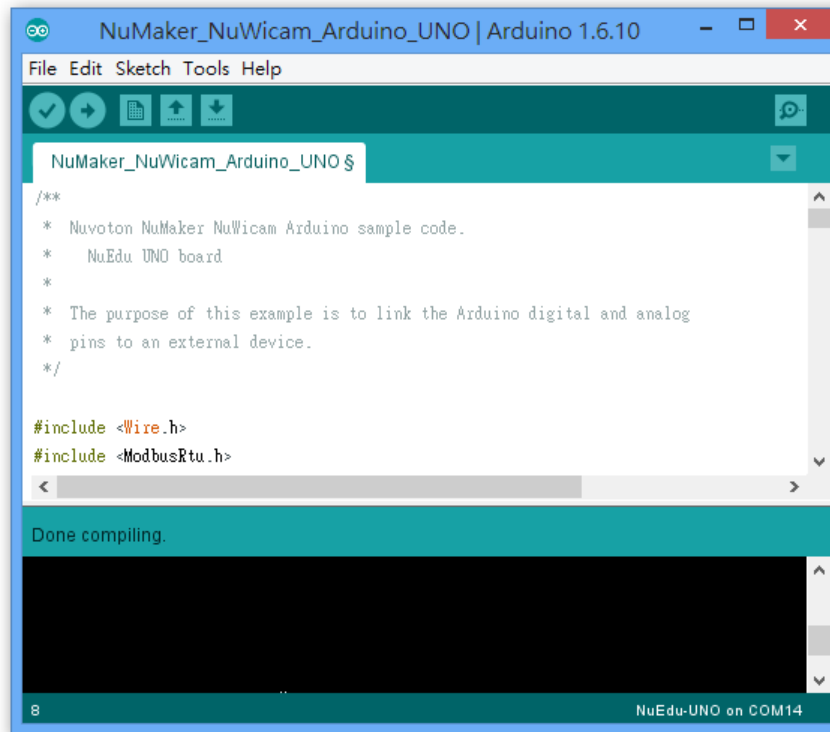 NuMaker_NuWicam_Arduino_UNO | Arduino 1.6.10
File Edit Sketch Tools Help
NuMaker_NuWicam_Arduino_UNO §
/**
 * Nuvoton NuMaker NuWicam Arduino sample code.
 *   NuEdu UNO board
 *
 * The purpose of this example is to link the Arduino digital and analog
 * pins to an external device.
 */
#include <Wire.h>
#include <ModbusRtu.h>
Done compiling.
8 NuEdu-UNO on COM14